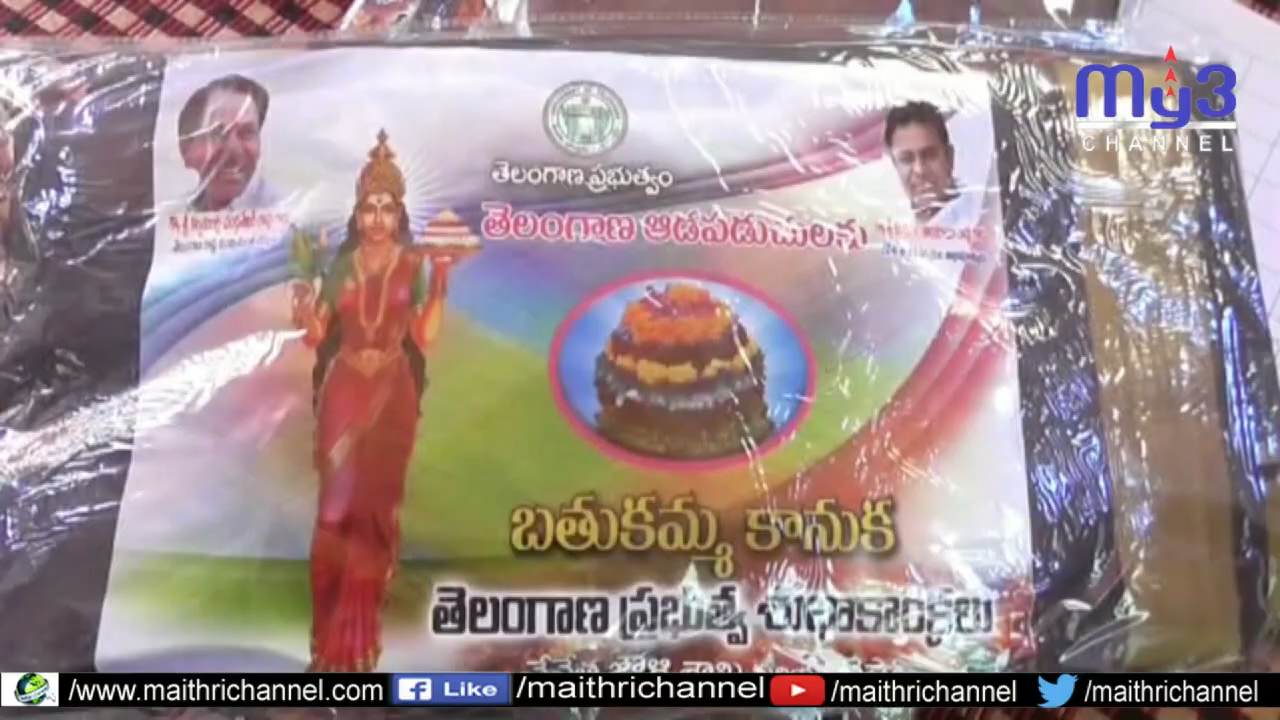 My3
CHANNEL
తెలంగాణ ప్రభుత్వం
తెలంగాణ ఆడపడుచులకు
బతుకమ్మ కానుక
తెలంగాణ ప్రభుత్వ శుభాకాంక్షలు
/www.maithrichannel.com Like /maithrichannel /maithrichannel /maithrichannel